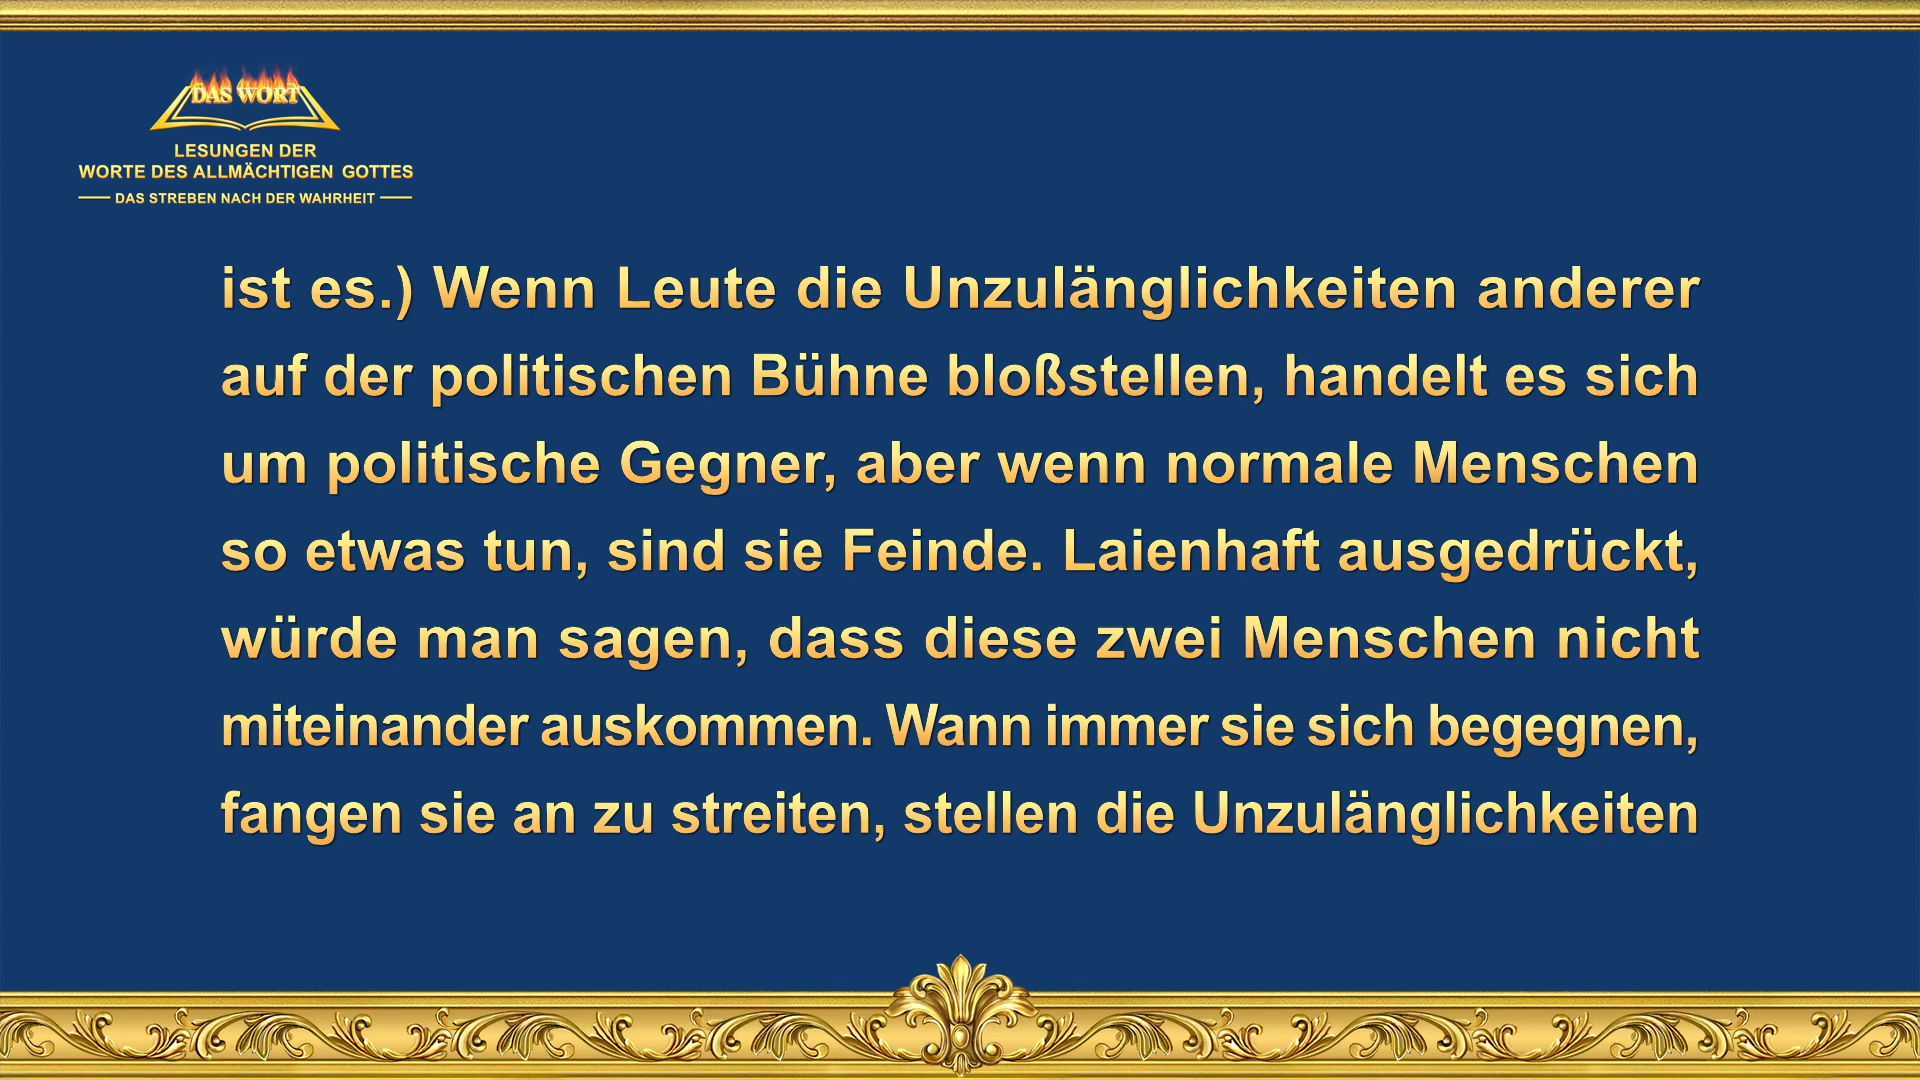 DAS WORT
LESUNGEN DER
WORTE DES ALLMÄCHTIGEN GOTTES
DAS STREBEN NACH DER WAHRHEIT
ist es.) Wenn Leute die Unzulänglichkeiten anderer
auf der politischen Bühne bloßstellen, handelt es sich
um politische Gegner, aber wenn normale Menschen
so etwas tun, sind sie Feinde. Laienhaft ausgedrückt,
würde man sagen, dass diese zwei Menschen nicht
miteinander auskommen. Wann immer sie sich begegnen,
fangen sie an zu streiten, stellen die Unzulänglichkeiten